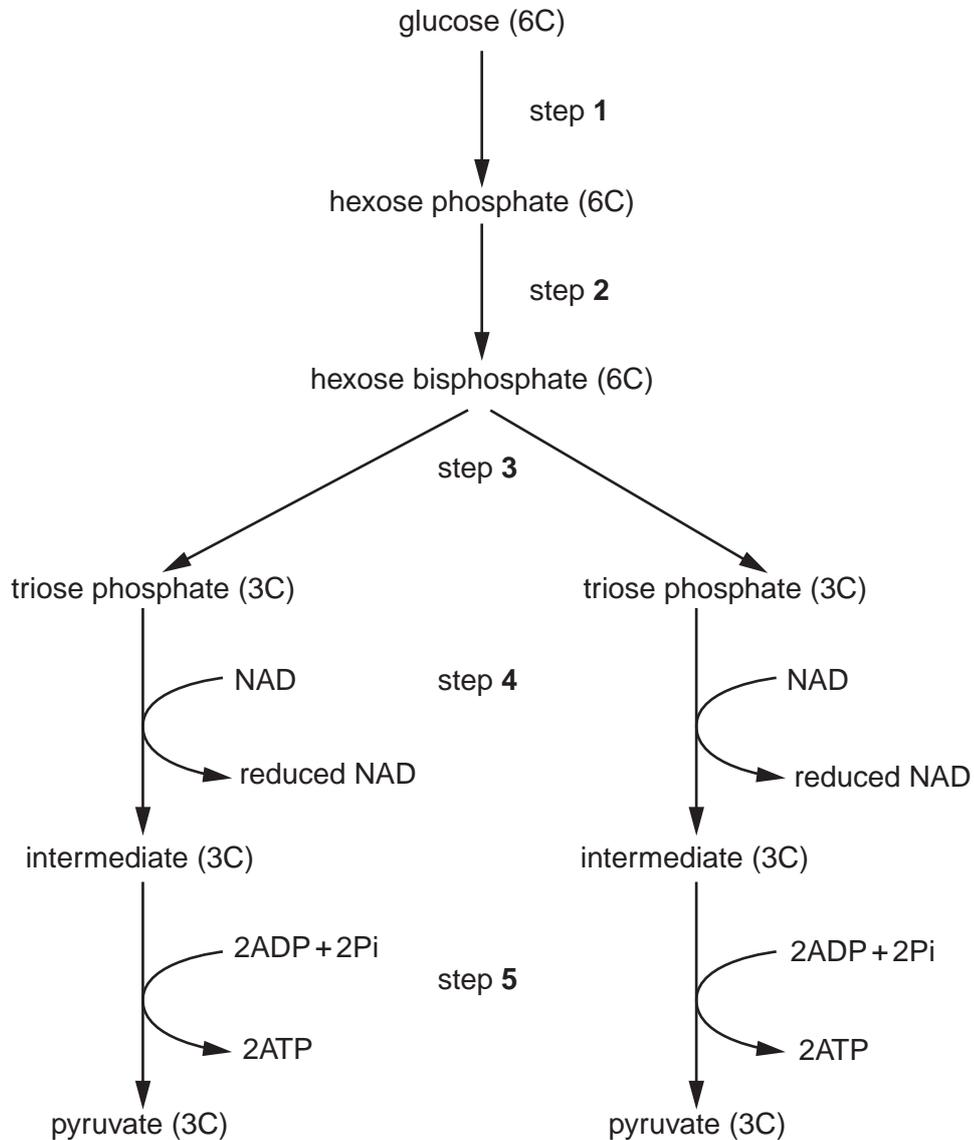 glucose (6C)
step 1
hexose phosphate (6C)
step 2
hexose bisphosphate (6C)
step 3
triose phosphate (3C) triose phosphate (3C)
NAD step 4 NAD
reduced NAD reduced NAD
intermediate (3C) intermediate (3C)
2ADP + 2Pi step 5 2ADP + 2Pi
2ATP 2ATP
pyruvate (3C) pyruvate (3C)